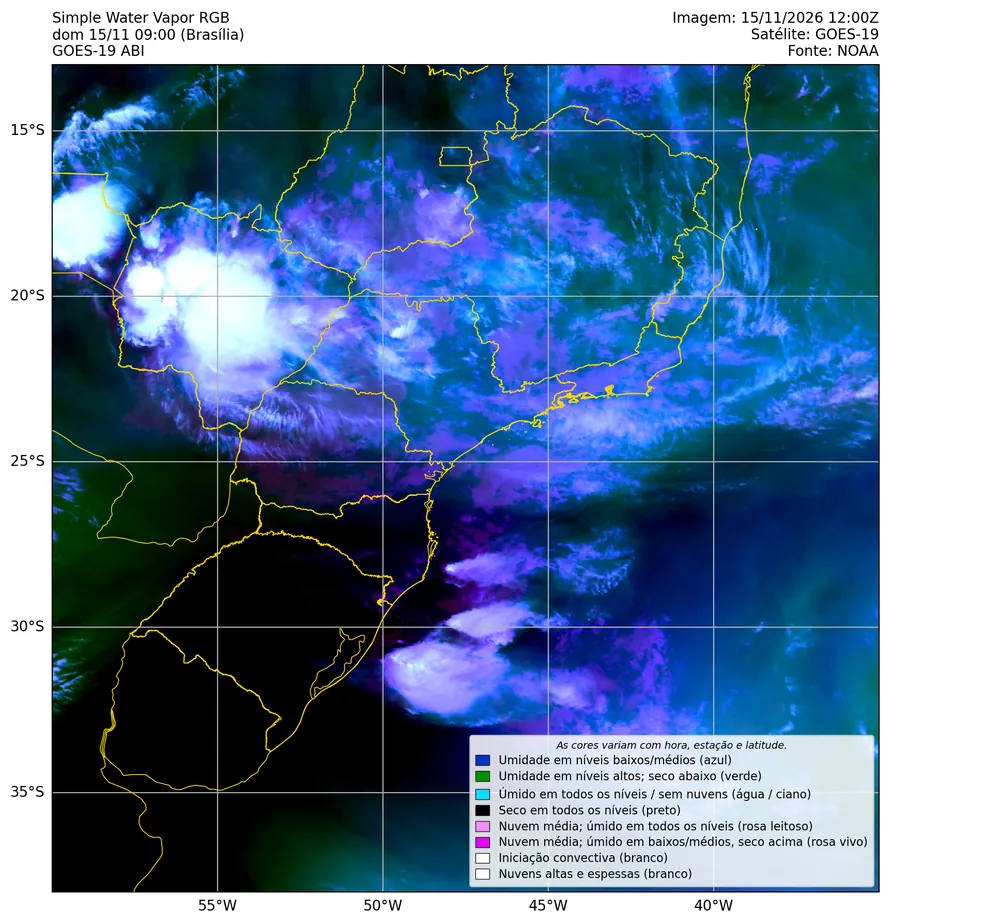 Simple Water Vapor RGB
dom 15/11 09:00 (Brasília)
GOES-19 ABI
Imagem: 15/11/2026 12:00Z
Satélite: GOES-19
Fonte: NOAA
15°S
20°S
25°S
30°S
35°S
55°W
50°W
45°W
40°W
As cores variam com hora, estação e latitude.
Umidade em níveis baixos/médios (azul)
Umidade em níveis altos; seco abaixo (verde)
Úmido em todos os níveis / sem nuvens (água / ciano)
Seco em todos os níveis (preto)
Nuvem média; úmido em todos os níveis (rosa leitoso)
Nuvem média; úmido em baixos/médios, seco acima (rosa vivo)
Iniciação convectiva (branco)
Nuvens altas e espessas (branco)